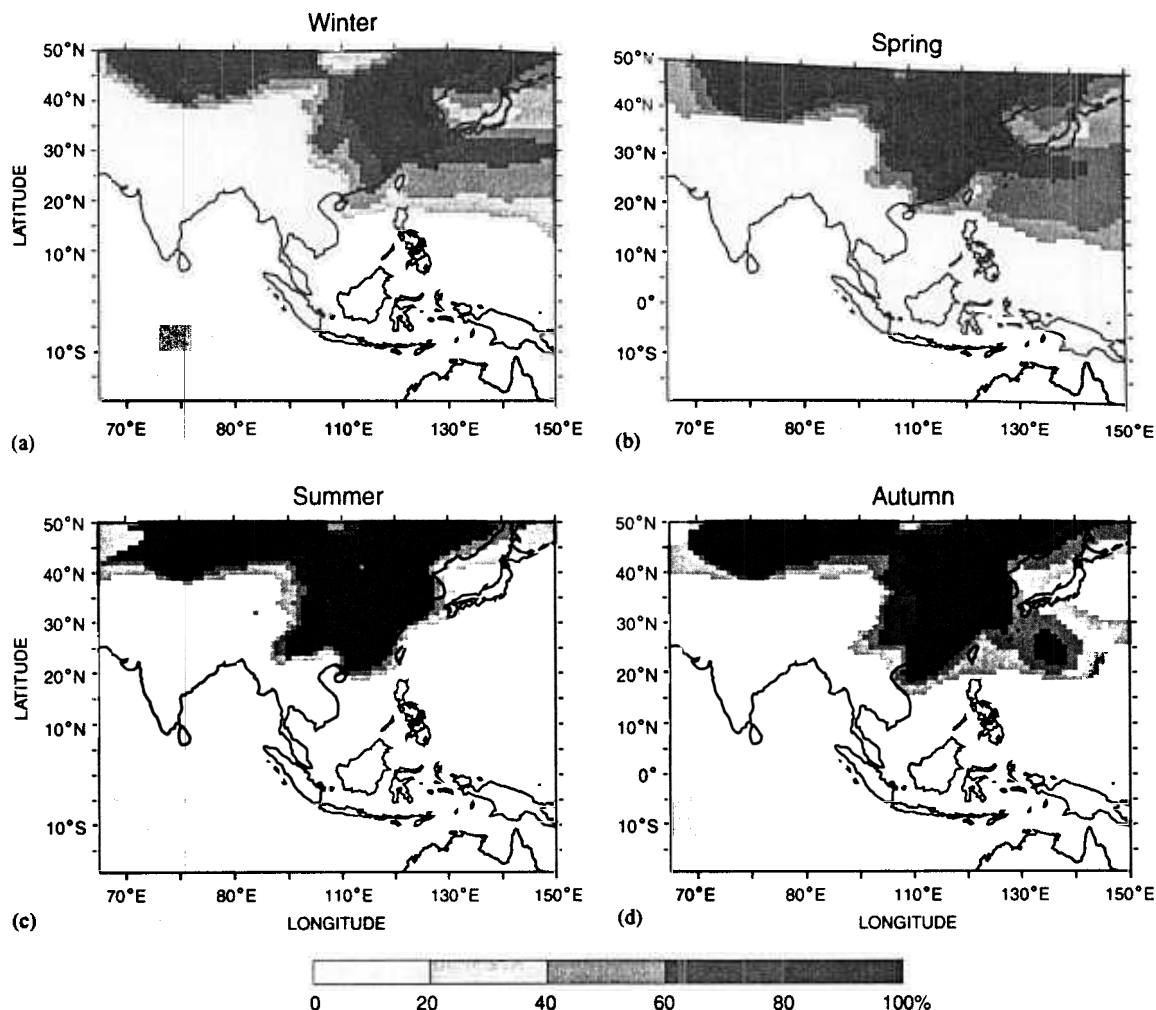 Winter
50°N
40°N
30°N
20°N
10°N
10°S
LATITUDE
70°E 80°E 110°E 130°E 150°E
(a)
Spring
50°N
40°N
30°N
20°N
10°N
0°
10°S
70°E 80°E 110°E 130°E 150°E
(b)
Summer
50°N
40°N
30°N
20°N
10°N
10°S
LATITUDE
70°E 80°E 110°E 130°E 150°E
LONGITUDE
(c)
Autumn
50°N
40°N
30°N
20°N
10°N
0°
10°S
70°E 80°E 110°E 130°E 150°E
LONGITUDE
(d)
0 20 40 60 80 100%